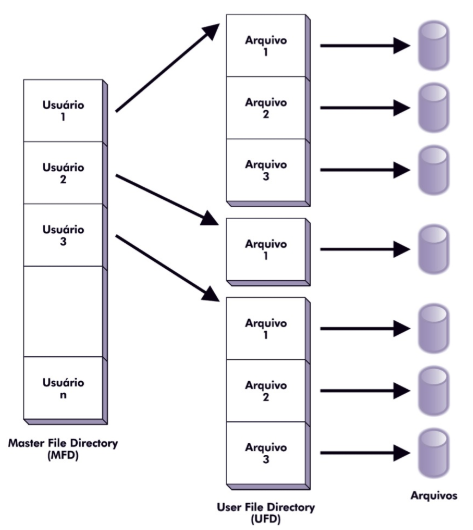 Usuário
1
Usuário
2
Usuário
3
Usuário
n
Master File Directory
(MFD)
Arquivo
1
Arquivo
2
Arquivo
3
Arquivo
1
Arquivo
1
Arquivo
2
Arquivo
3
User File Directory
(UFD)
Arquivos